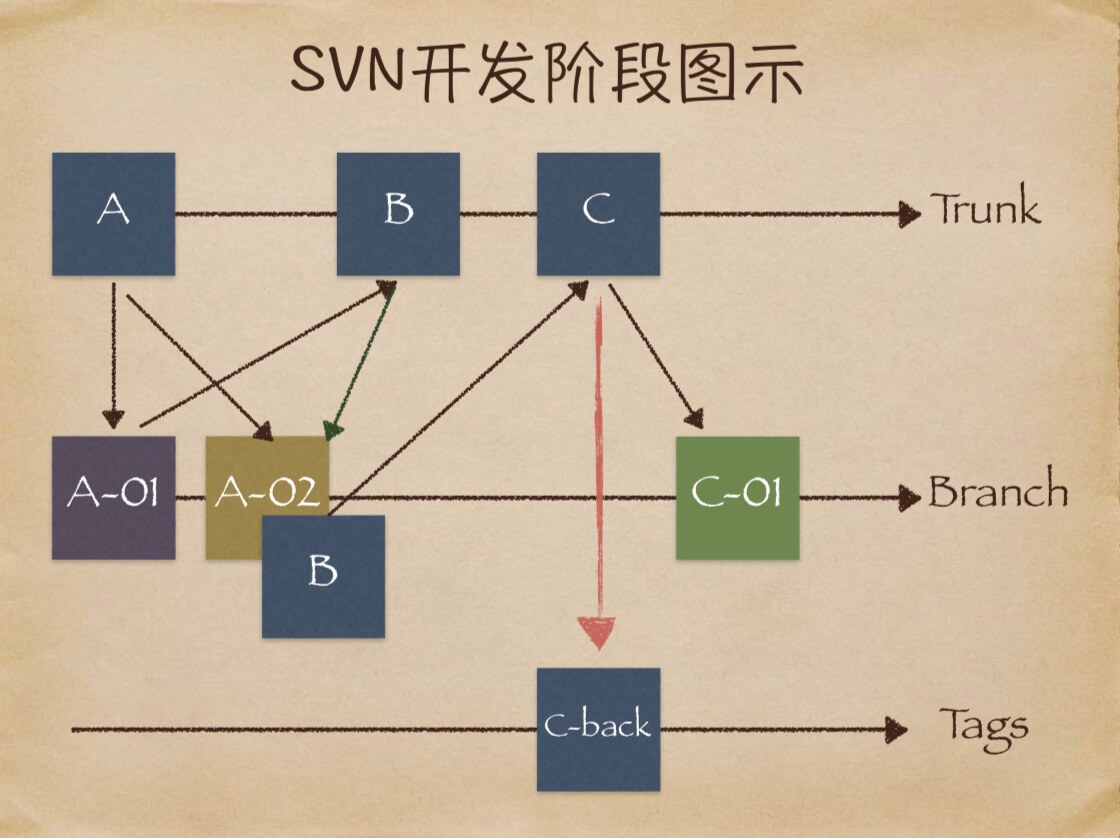 SVN开发阶段图示
A
B
C
Trunk
A-01
A-02
C-01
Branch
B
C-back
Tags